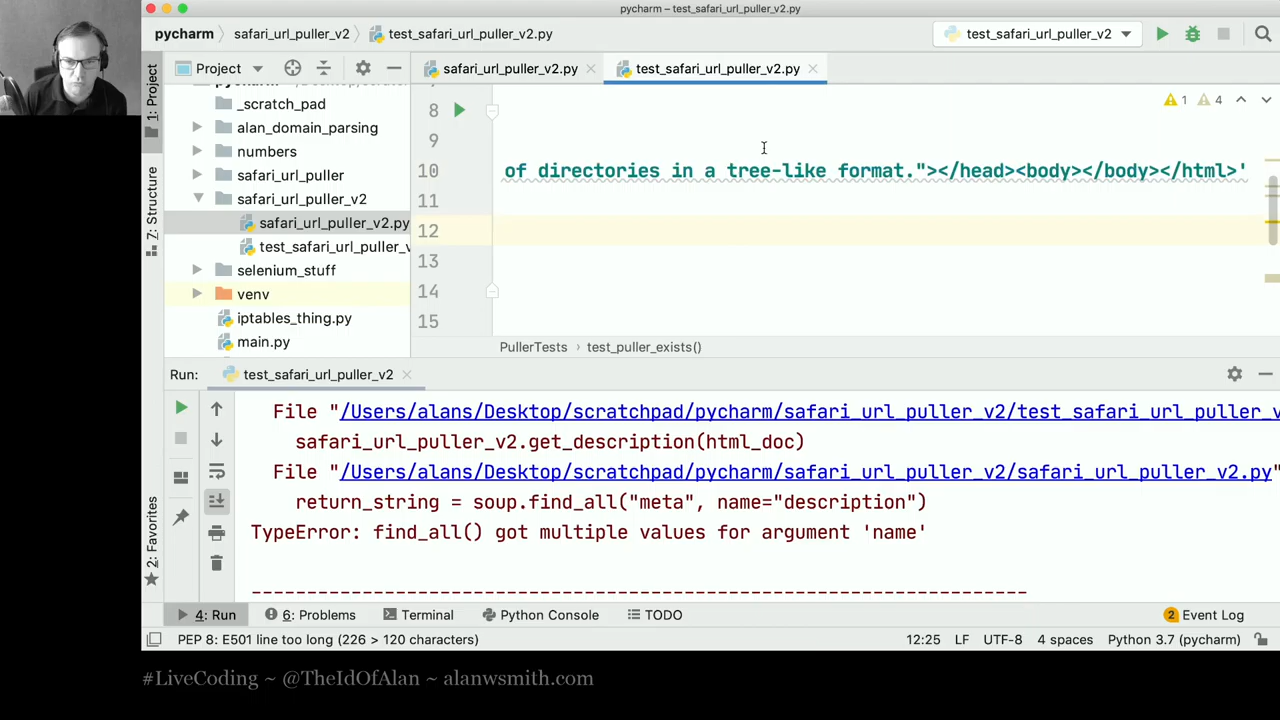 pycharm – test_safari_url_puller_v2.py
pycharm safari_url_puller_v2 test_safari_url_puller_v2.py test_safari_url_puller_v2
1: Project
Z: Structure
2: Favorites
Project
safari_url_puller_v2.py test_safari_url_puller_v2.py
_scratch_pad
alan_domain_parsing
numbers
safari_url_puller
safari_url_puller_v2
safari_url_puller_v2.py
test_safari_url_puller_v
selenium_stuff
venv
iptables_thing.py
main.py
1 4
8
9
10 of directories in a tree-like format."></head><body></body></html>'
11
12
13
14
15
PullerTests test_puller_exists()
Run: test_safari_url_puller_v2
File "/Users/alans/Desktop/scratchpad/pycharm/safari_url_puller_v2/test_safari_url_puller_v
safari_url_puller_v2.get_description(html_doc)
File "/Users/alans/Desktop/scratchpad/pycharm/safari_url_puller_v2/safari_url_puller_v2.py"
return_string = soup.find_all("meta", name="description")
TypeError: find_all() got multiple values for argument 'name'
----------------------------------------------------------------------
4: Run 6: Problems Terminal Python Console TODO 2 Event Log
PEP 8: E501 line too long (226 > 120 characters) 12:25 LF UTF-8 4 spaces Python 3.7 (pycharm)
#LiveCoding ~ @TheIdOfAlan ~ alanwsmith.com